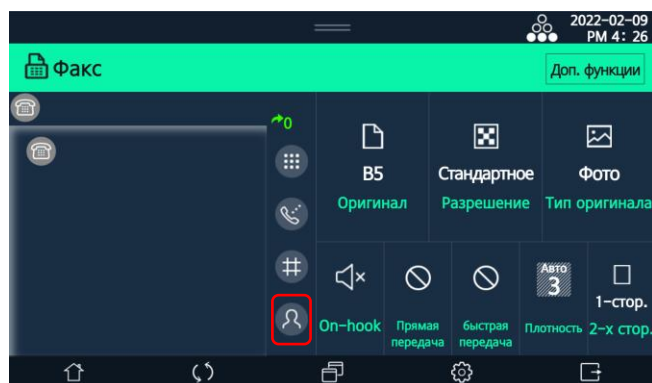 2022-02-09
PM 4: 26
Факс
Доп. функции
0
B5
Стандартное
Фото
Оригинал
Разрешение
Тип оригинала
Авто
3
1-стор.
On-hook
Прямая
передача
быстрая
передача
Плотность
2-х стор.